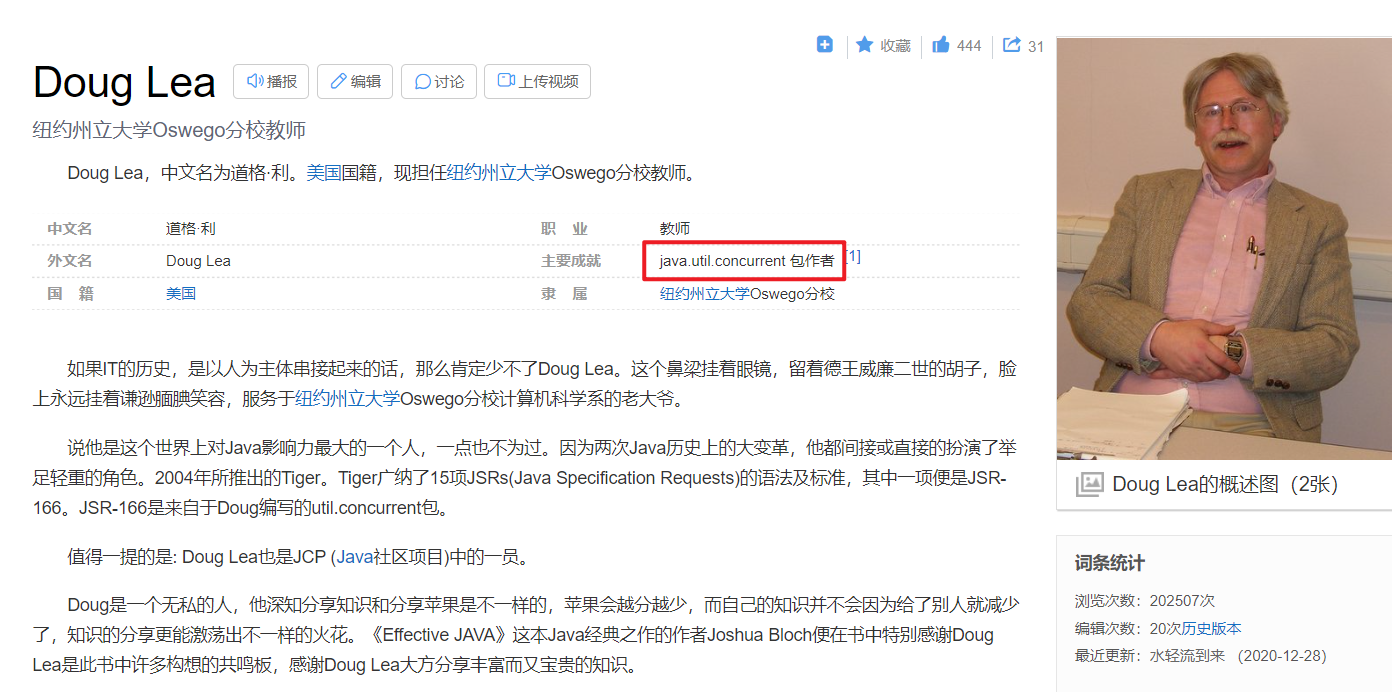 收藏 444 31
Doug Lea 播报 编辑 讨论 上传视频
纽约州立大学Oswego分校教师
Doug Lea，中文名为道格·利。美国国籍，现担任纽约州立大学Oswego分校教师。
中文名 道格·利 职 业 教师
外文名 Doug Lea 主要成就 java.util.concurrent 包作者 [1]
国 籍 美国 隶 属 纽约州立大学Oswego分校
如果IT的历史，是以人为主体串接起来的话，那么肯定少不了Doug Lea。这个鼻梁挂着眼镜，留着德王威廉二世的胡子，脸
上永远挂着谦逊腼腆笑容，服务于纽约州立大学Oswego分校计算机科学系的老大爷。
说他是这个世界上对Java影响力最大的一个人，一点也不为过。因为两次Java历史上的大变革，他都间接或直接的扮演了举
足轻重的角色。2004年所推出的Tiger。Tiger广纳了15项JSRs(Java Specification Requests)的语法及标准，其中一项便是JSR-
166。JSR-166是来自于Doug编写的util.concurrent包。
值得一提的是: Doug Lea也是JCP (Java社区项目)中的一员。
Doug是一个无私的人，他深知分享知识和分享苹果是不一样的，苹果会越分越少，而自己的知识并不会因为给了别人就减少
了，知识的分享更能激荡出不一样的火花。《Effective JAVA》这本Java经典之作的作者Joshua Bloch便在书中特别感谢Doug
Lea是此书中许多构想的共鸣板，感谢Doug Lea大方分享丰富而又宝贵的知识。
Doug Lea的概述图（2张）
词条统计
浏览次数：202507次
编辑次数：20次历史版本
最近更新：水轻流到来 （2020-12-28）